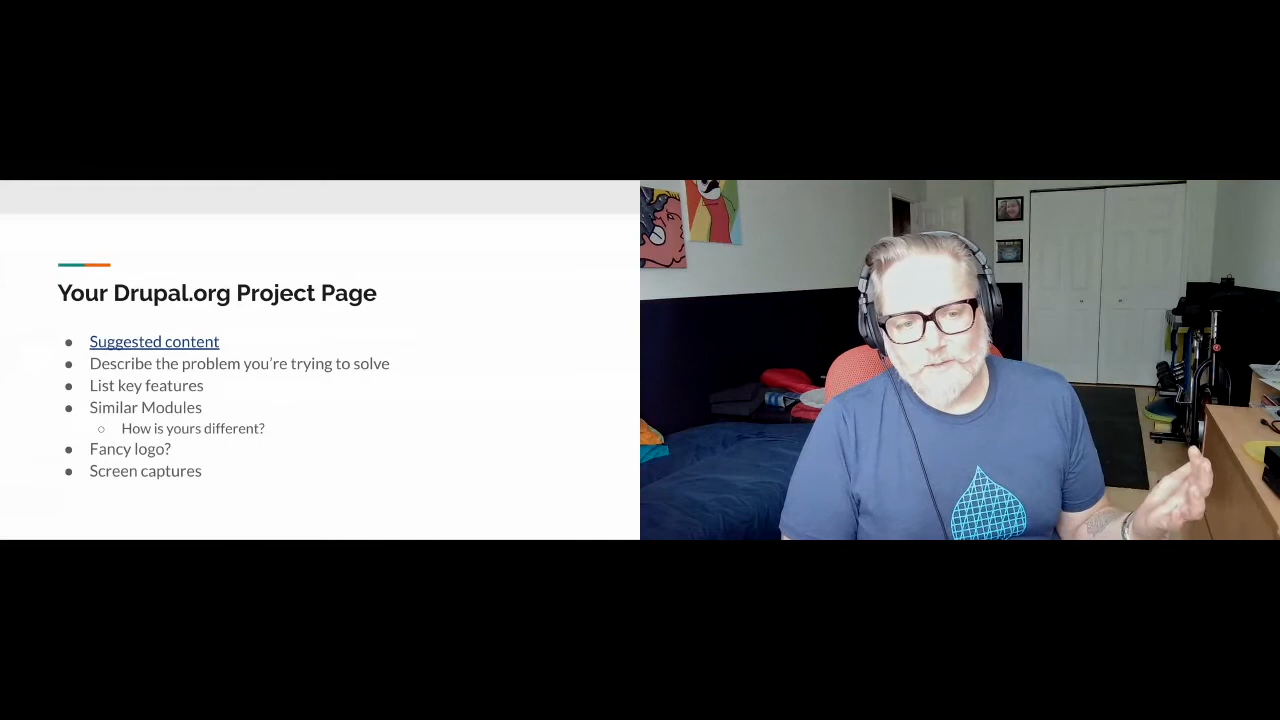 Your Drupal.org Project Page
Suggested content
Describe the problem you're trying to solve
List key features
Similar Modules
How is yours different?
Fancy logo?
Screen captures